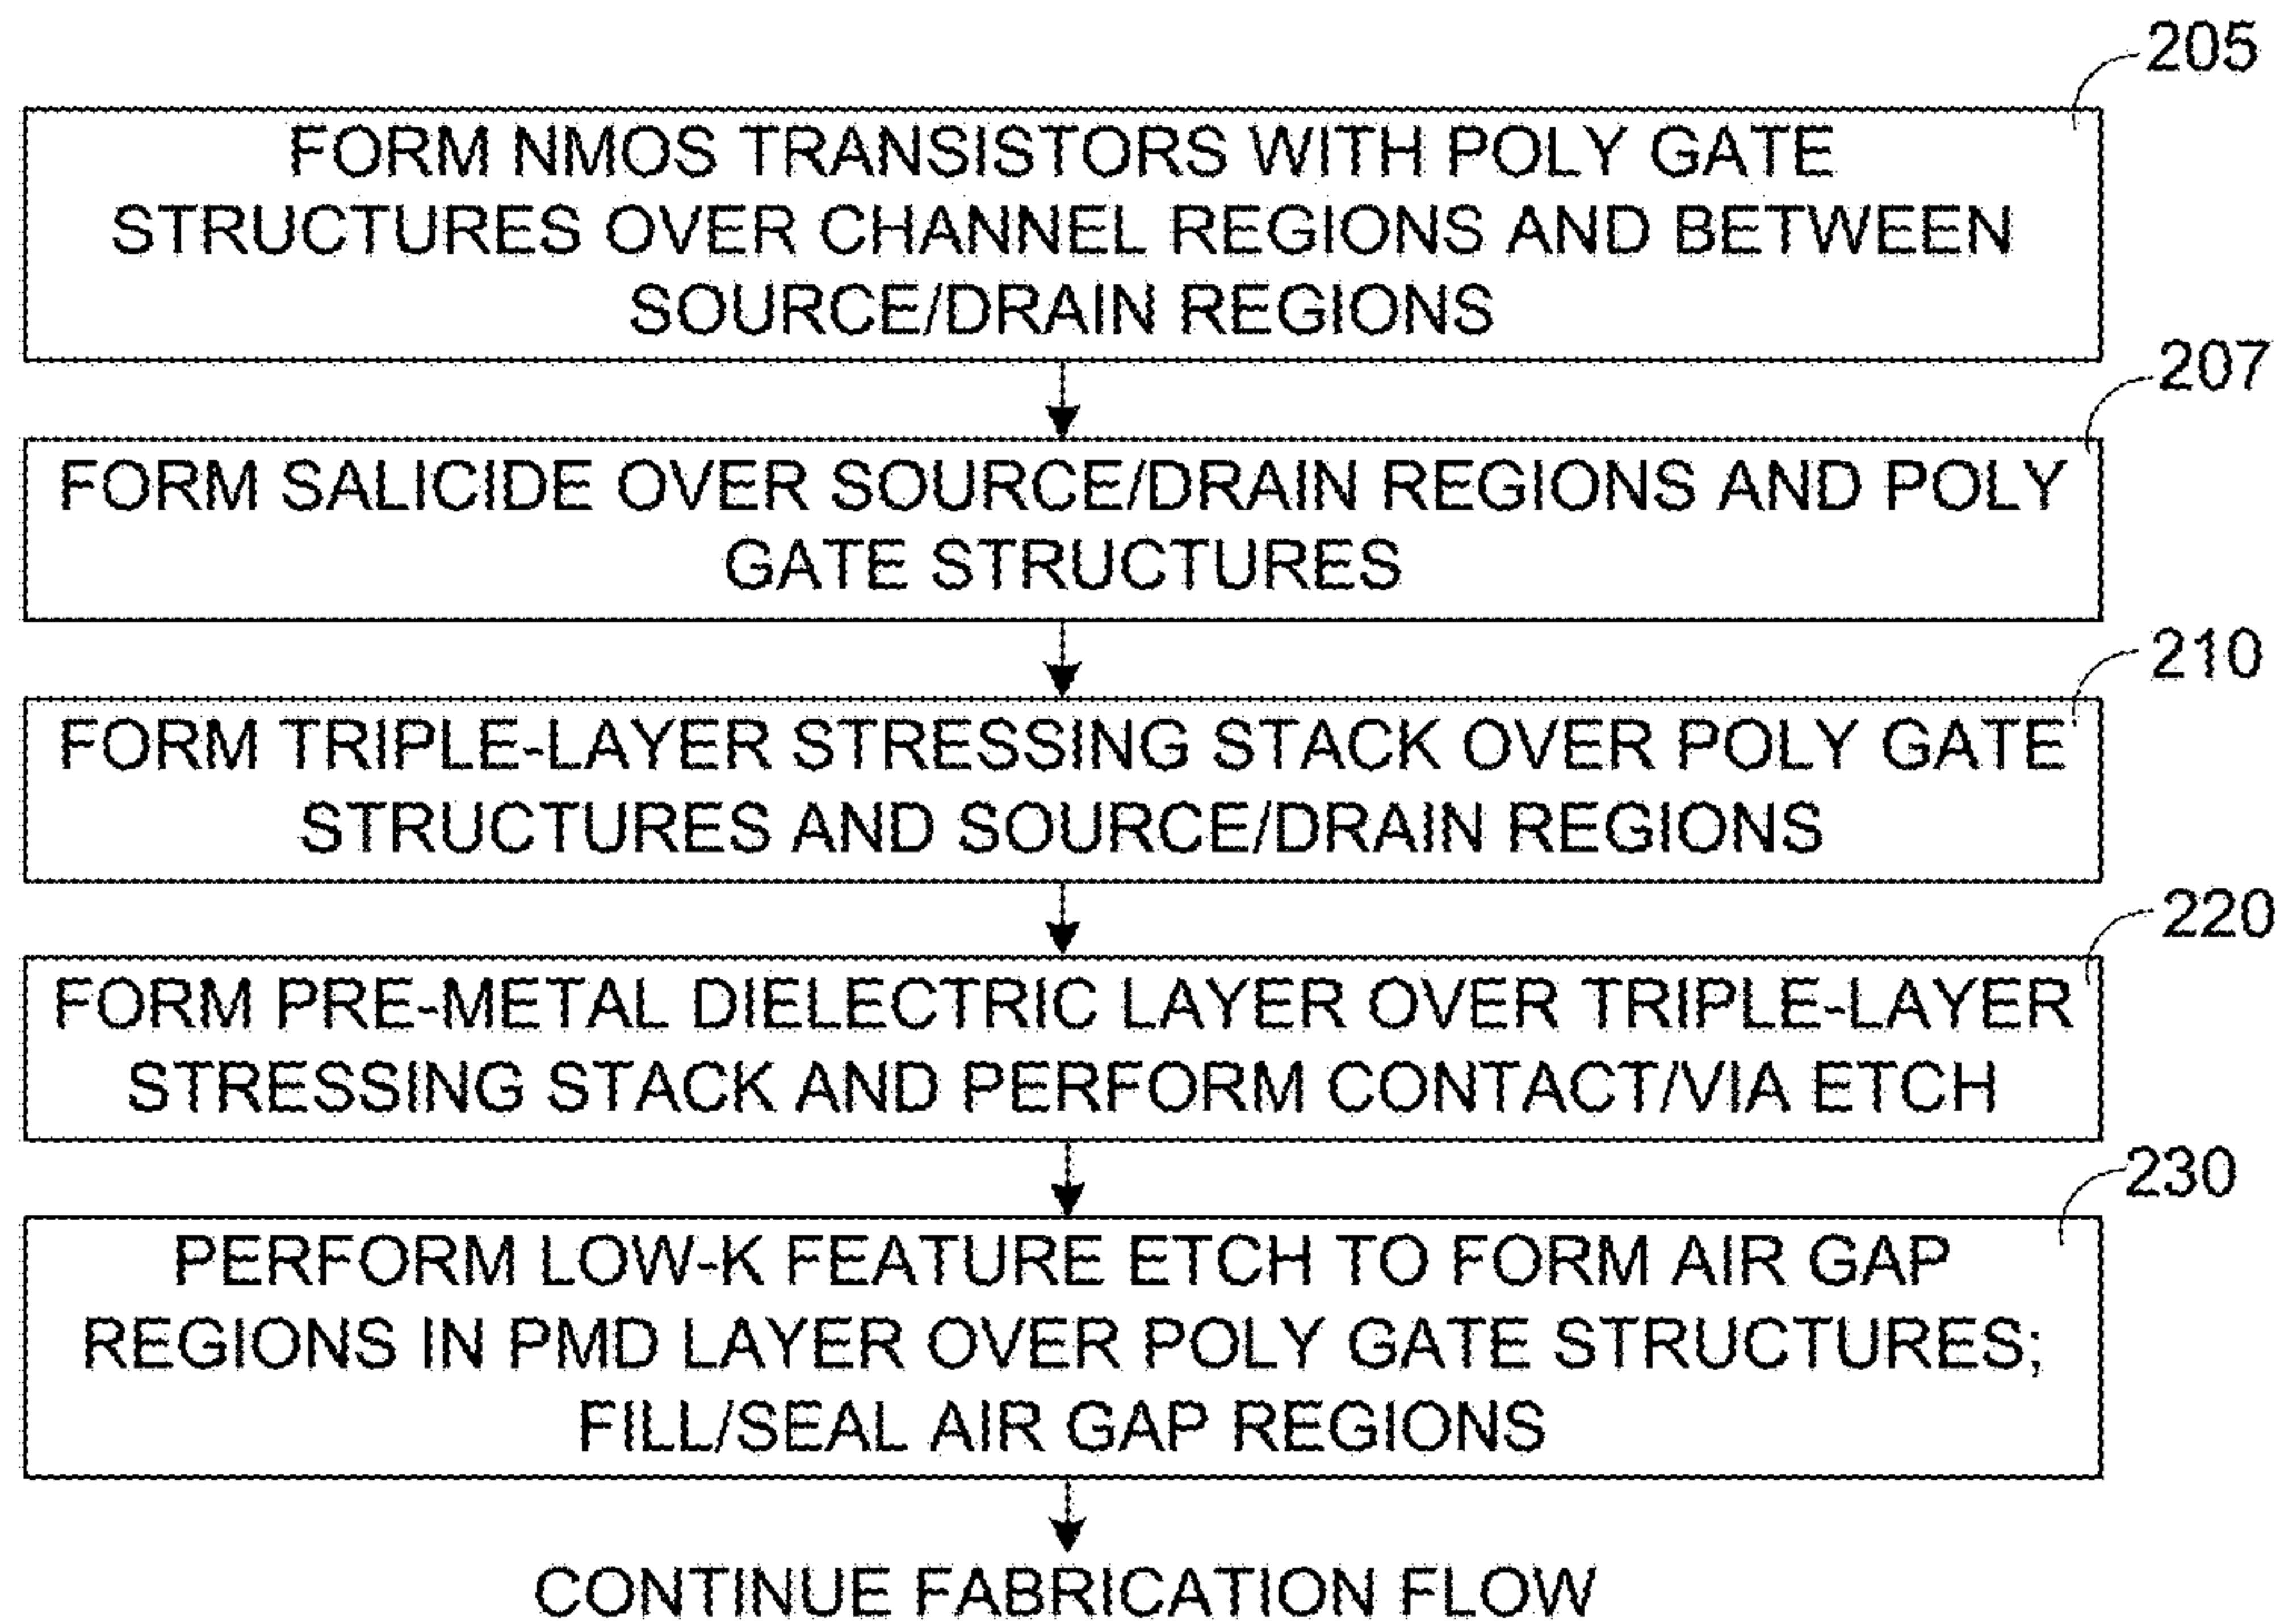 205
FORM NMOS TRANSISTORS WITH POLY GATE
STRUCTURES OVER CHANNEL REGIONS AND BETWEEN
SOURCE/DRAIN REGIONS
207
FORM SALICIDE OVER SOURCE/DRAIN REGIONS AND POLY
GATE STRUCTURES
210
FORM TRIPLE-LAYER STRESSING STACK OVER POLY GATE
STRUCTURES AND SOURCE/DRAIN REGIONS
220
FORM PRE-METAL DIELECTRIC LAYER OVER TRIPLE-LAYER
STRESSING STACK AND PERFORM CONTACT/VIA ETCH
230
PERFORM LOW-K FEATURE ETCH TO FORM AIR GAP
REGIONS IN PMD LAYER OVER POLY GATE STRUCTURES;
FILL/SEAL AIR GAP REGIONS
CONTINUE FABRICATION FLOW